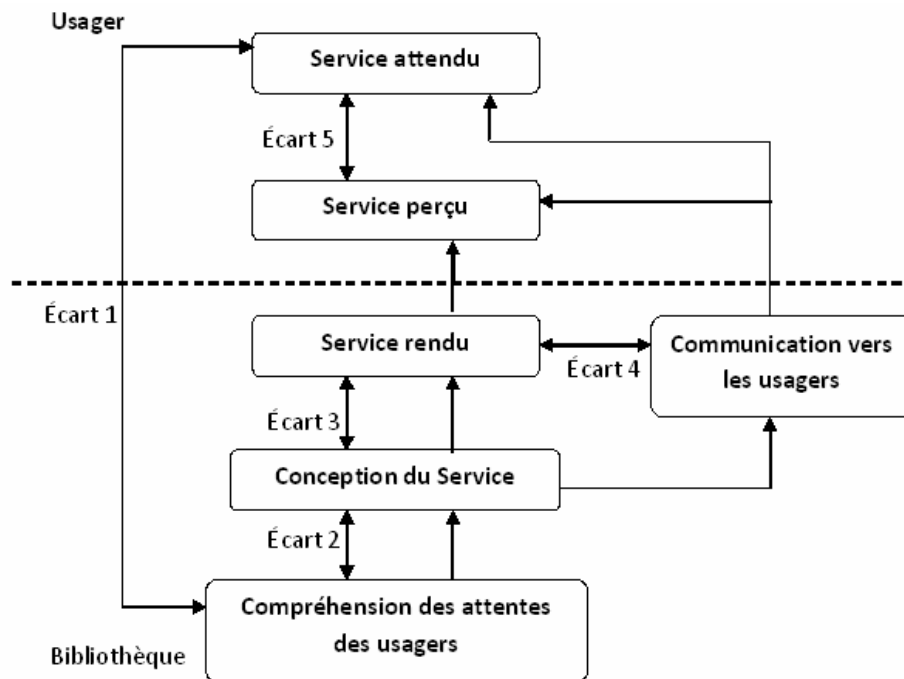 Usager
Service attendu
Écart 5
Service perçu
Écart 1
Service rendu
Écart 4
Communication vers
les usagers
Écart 3
Conception du Service
Écart 2
Compréhension des attentes
des usagers
Bibliothèque